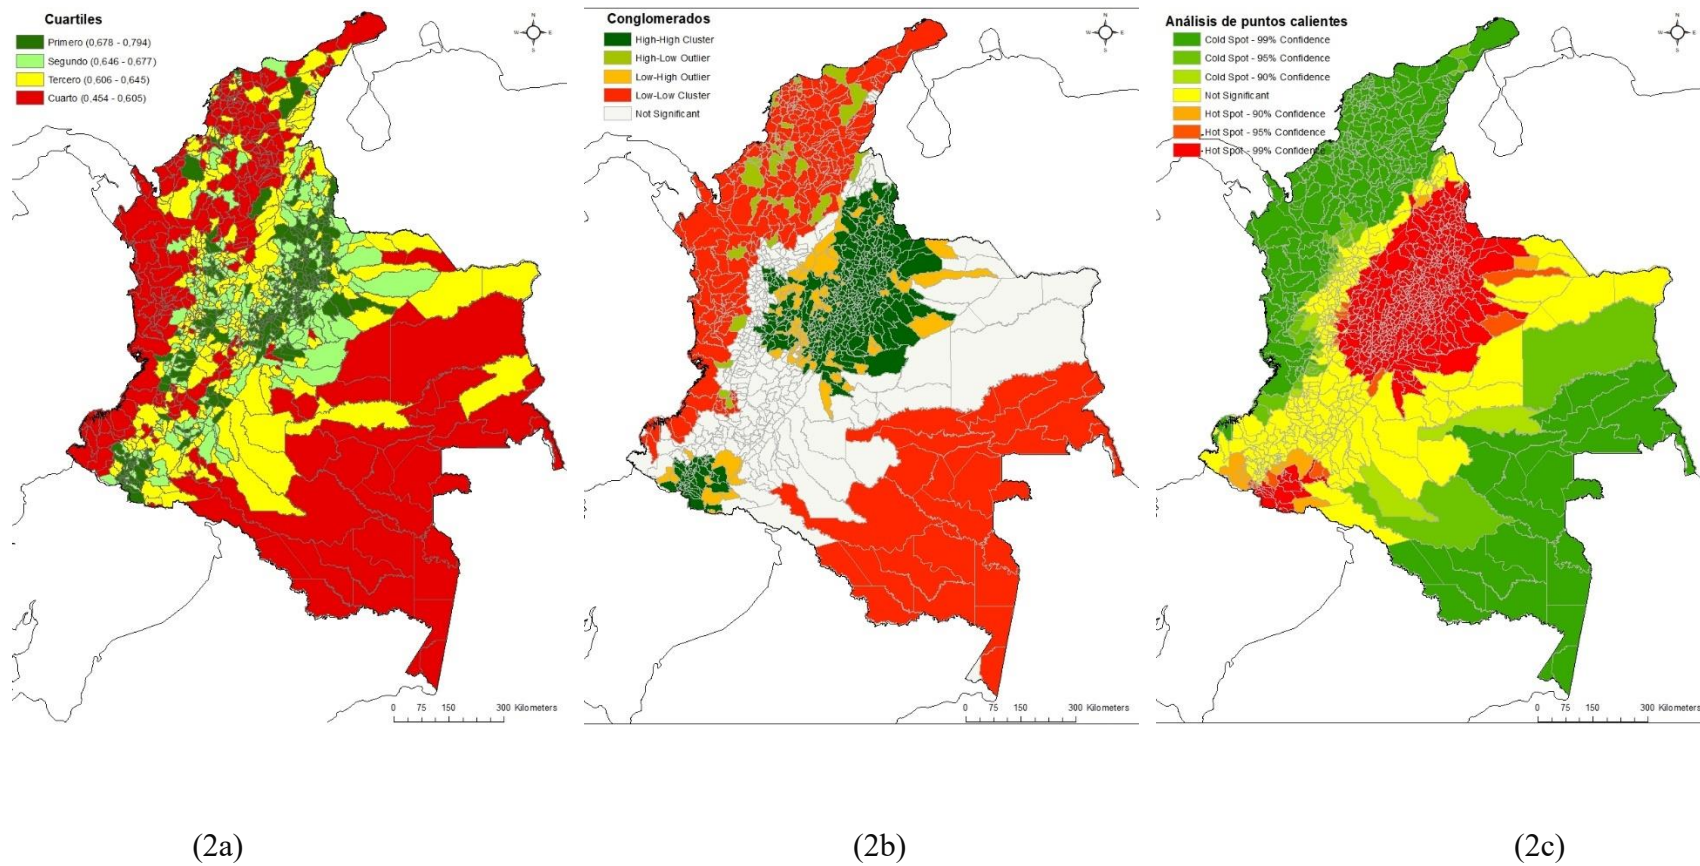 Cuartiles
Primero (0,678 - 0,794)
Segundo (0,646 - 0,677)
Tercero (0,606 - 0,645)
Cuarto (0,454 - 0,605)
N
W E
S
0 75 150 300 Kilometers
Conglomerados
High-High Cluster
High-Low Outlier
Low-High Outlier
Low-Low Cluster
Not Significant
N
W E
S
0 75 150 300 Kilometers
Análisis de puntos calientes
Cold Spot - 99% Confidence
Cold Spot - 95% Confidence
Cold Spot - 90% Confidence
Not Significant
Hot Spot - 90% Confidence
Hot Spot - 95% Confidence
Hot Spot - 99% Confidence
N
W E
S
0 75 150 300 Kilometers
(2a) (2b) (2c)